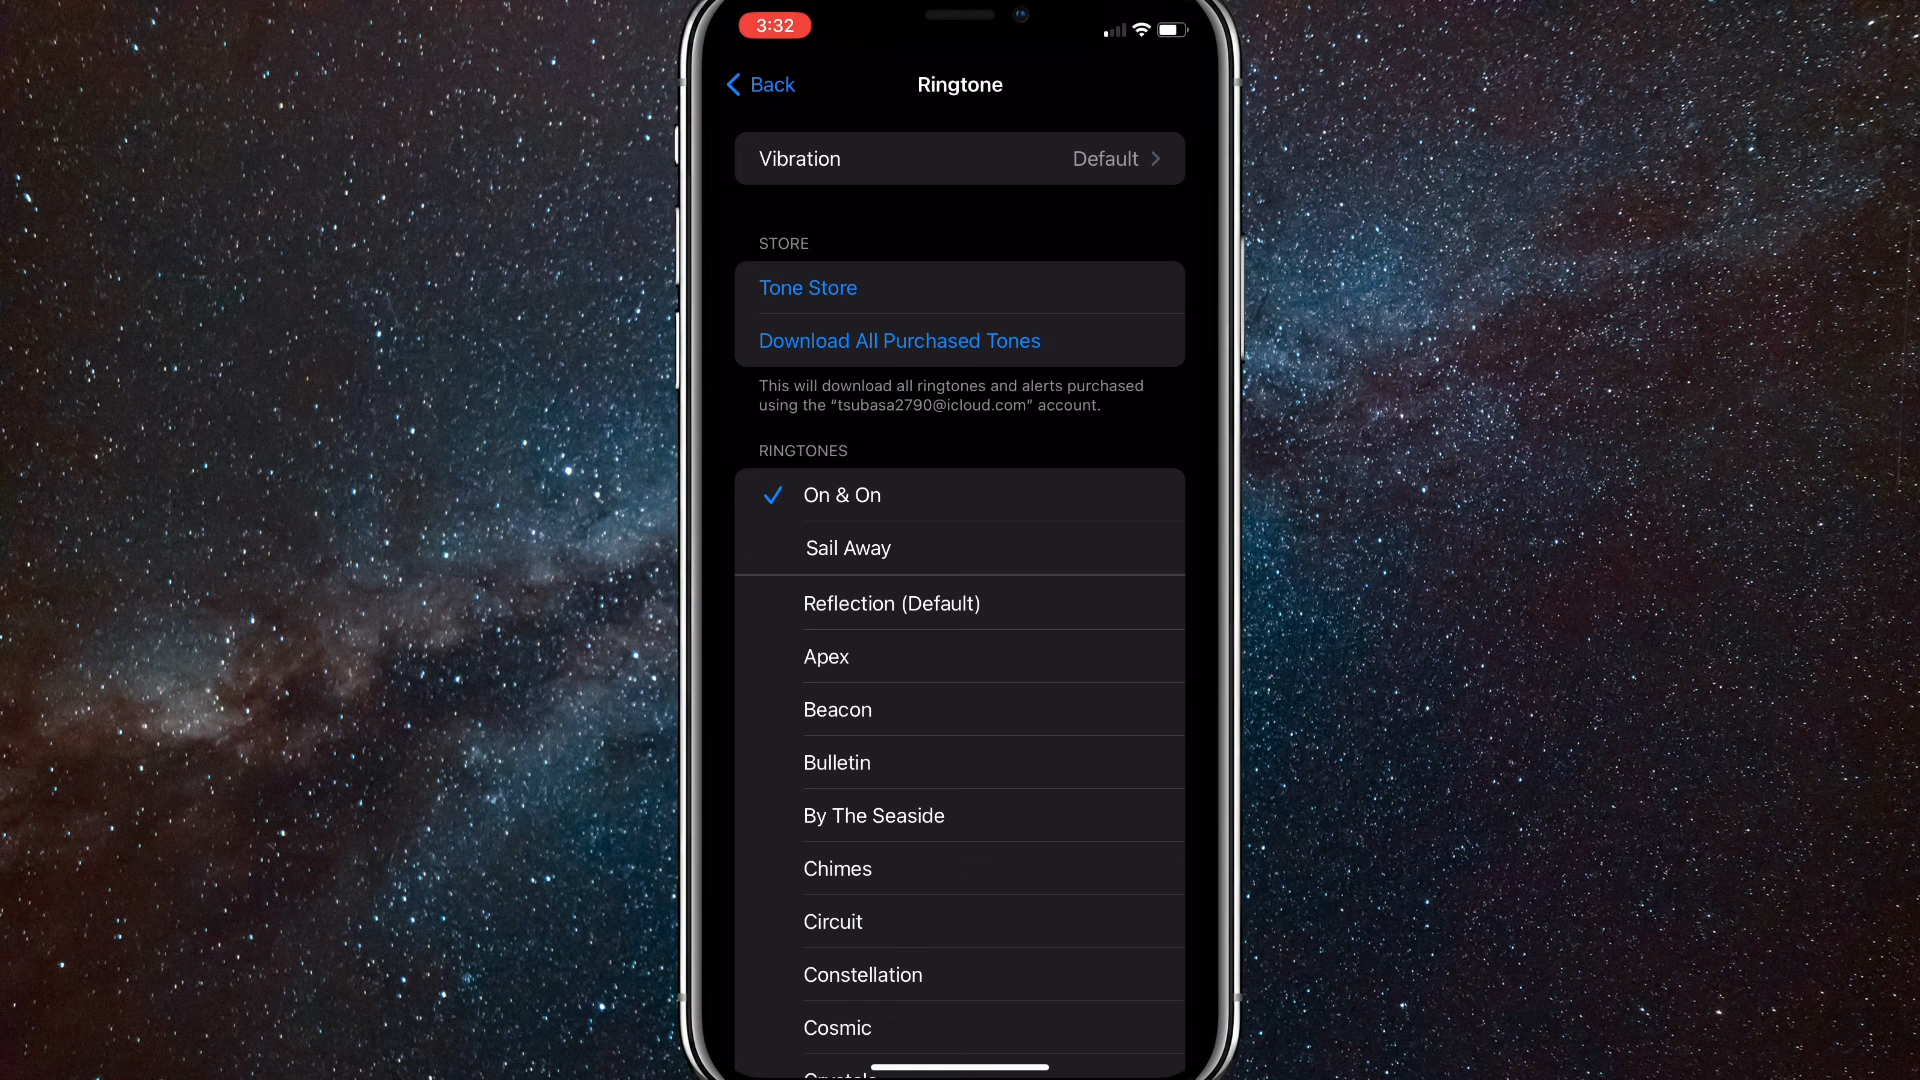 3:32
Back
Ringtone
Vibration
Default
STORE
Tone Store
Download All Purchased Tones
This will download all ringtones and alerts purchased
using the “tsubasa2790@icloud.com” account.
RINGTONES
On & On
Sail Away
Reflection (Default)
Apex
Beacon
Bulletin
By The Seaside
Chimes
Circuit
Constellation
Cosmic